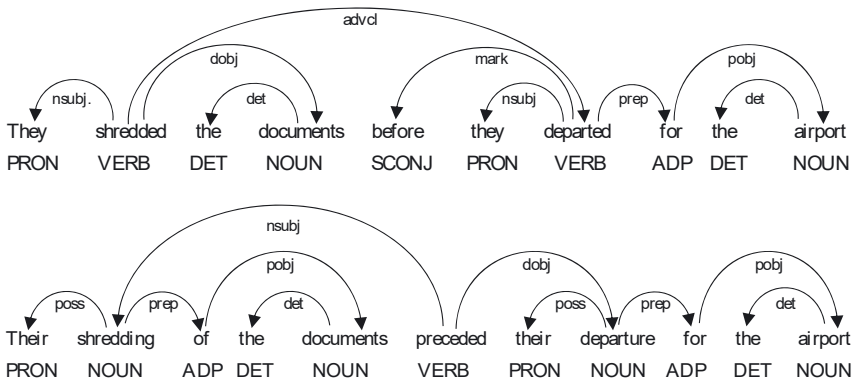 advcl
dobj mark pobj
nsubj. det nsubj prep det
They shredded the documents before they departed for the airport
PRON VERB DET NOUN SCONJ PRON VERB ADP DET NOUN
nsubj
pobj dobj pobj
poss prep det poss prep det
Their shredding of the documents preceded their departure for the airport
PRON NOUN ADP DET NOUN VERB PRON NOUN ADP DET NOUN